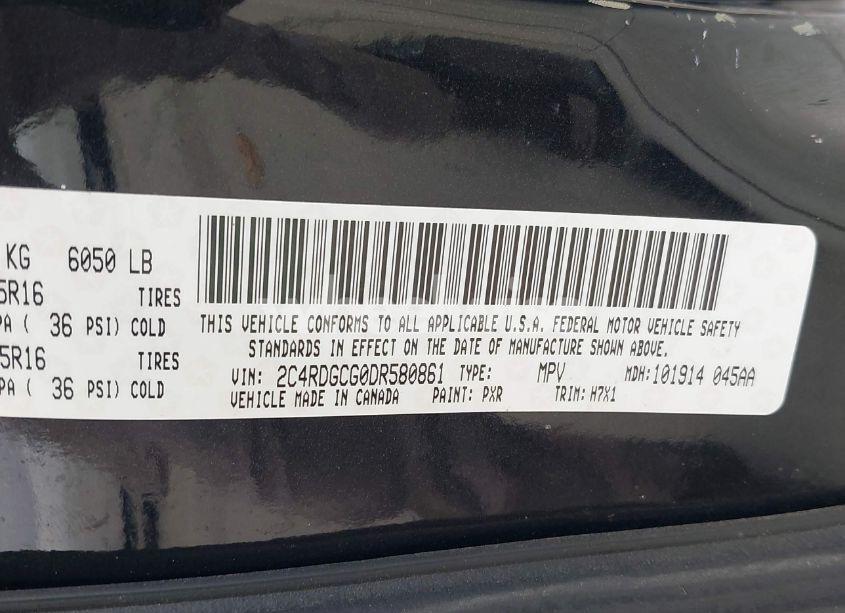 KG 6050 LB
5R16 TIRES
PA ( 36 PSI) COLD
5R16 TIRES
PA ( 36 PSI) COLD
THIS VEHICLE CONFORMS TO ALL APPLICABLE U.S.A. FEDERAL MOTOR VEHICLE SAFETY
STANDARDS IN EFFECT ON THE DATE OF MANUFACTURE SHOWN ABOVE.
VIN: 2C4RDGCG0DR580861 TYPE: MPV MDH:101914 045AA
VEHICLE MADE IN CANADA PAINT: PXR TRIM: H7X1